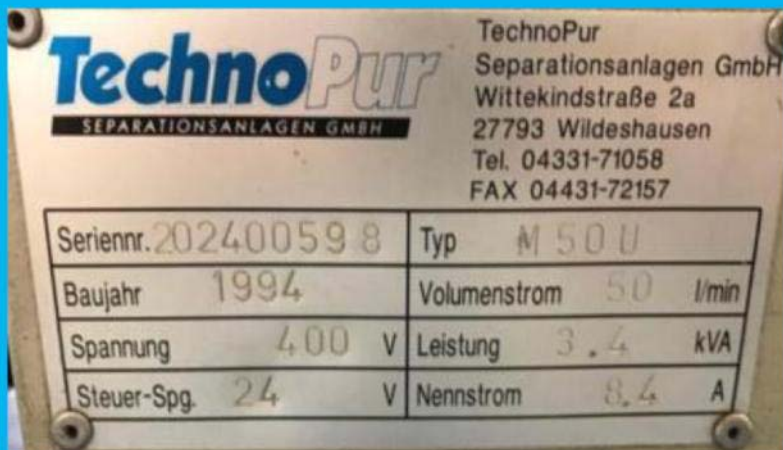 TechnoPur
SEPARATIONSANLAGEN GMBH
TechnoPur
Separationsanlagen GmbH
Wittekindstraße 2a
27793 Wildeshausen
Tel. 04331-71058
FAX 04431-72157
Seriennr. 202400598 Typ M 50 U
Baujahr 1994 Volumenstrom 50 l/min
Spannung 400 V Leistung 3.4 kVA
Steuer-Spg. 24 V Nennstrom 8.4 A